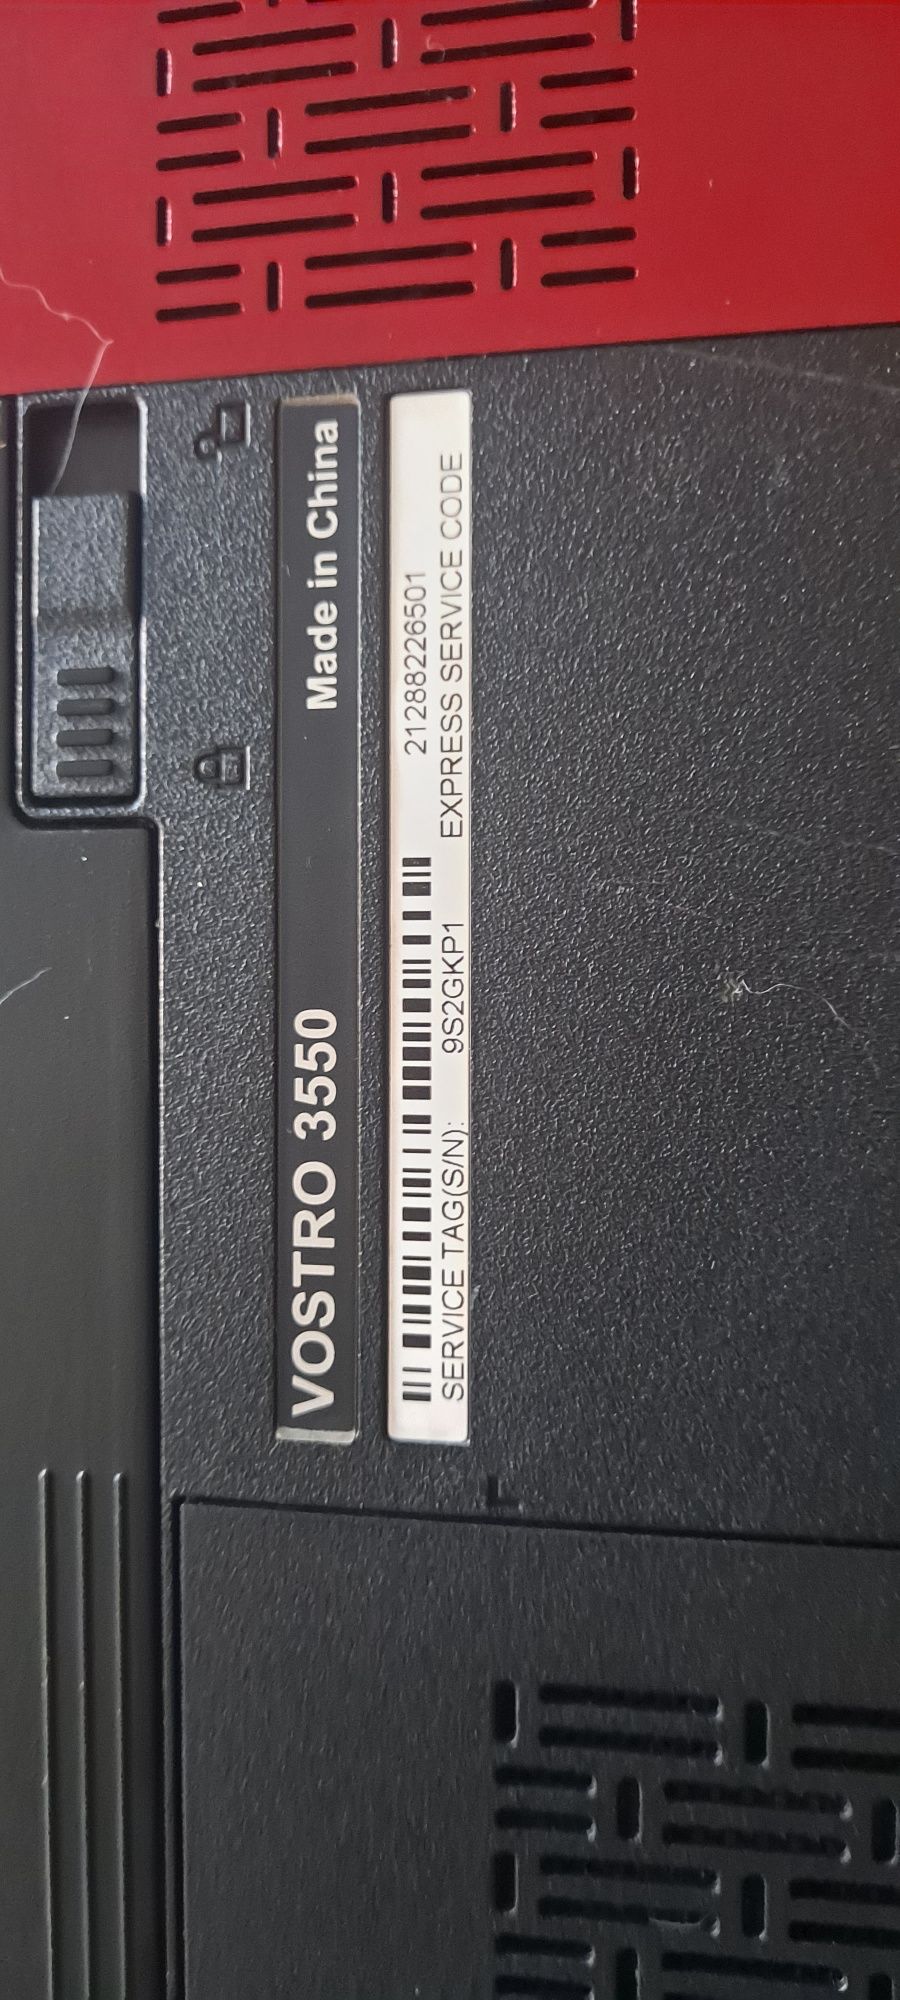 VOSTRO 3550 Made in China
21288226501
SERVICE TAG(S/N): 9S2GKP1 EXPRESS SERVICE CODE